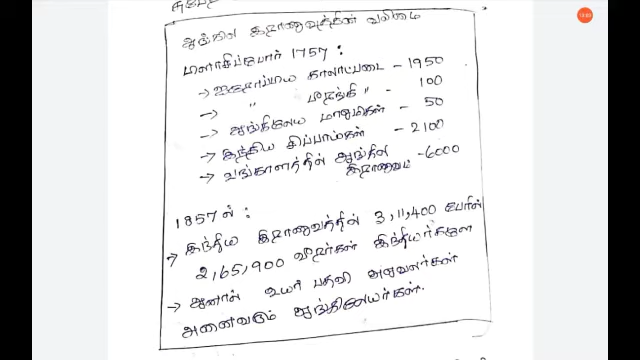 ஆங்கில இராணுவத்தின் வலிமை
பிளாசிப்போர் 1757 :
→ ஐரோப்பிய காலாட்படை - 1950
→ " பீரங்கி " - 100
→ ஆங்கிலேய மாலுமிகள் - 50
→ இந்திய சிப்பாய்கள் - 2100
→ வங்காளத்தின் ஆங்கில இராணுவம் - 6000
1857 ல் :
→ இந்திய இராணுவத்தின் 3,11,400 பேரில்
2,65,900 வீரர்கள் இந்தியர்களே
→ ஆனால் உயர் பதவி அலுவலர்கள்
அனைவரும் ஆங்கிலேயர்கள்.